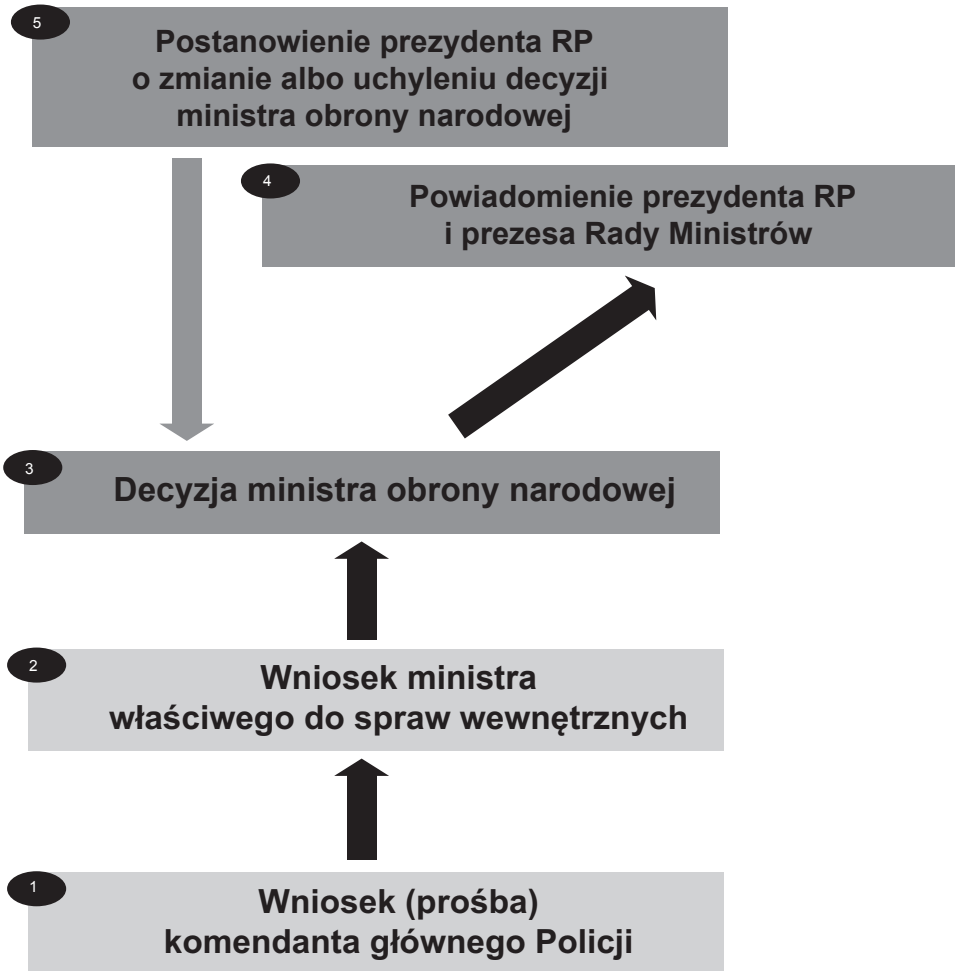 5
Postanowienie prezydenta RP
o zmianie albo uchyleniu decyzji
ministra obrony narodowej
4
Powiadomienie prezydenta RP
i prezesa Rady Ministrów
3
Decyzja ministra obrony narodowej
2
Wniosek ministra
właściwego do spraw wewnętrznych
1
Wniosek (prośba)
komendanta głównego Policji